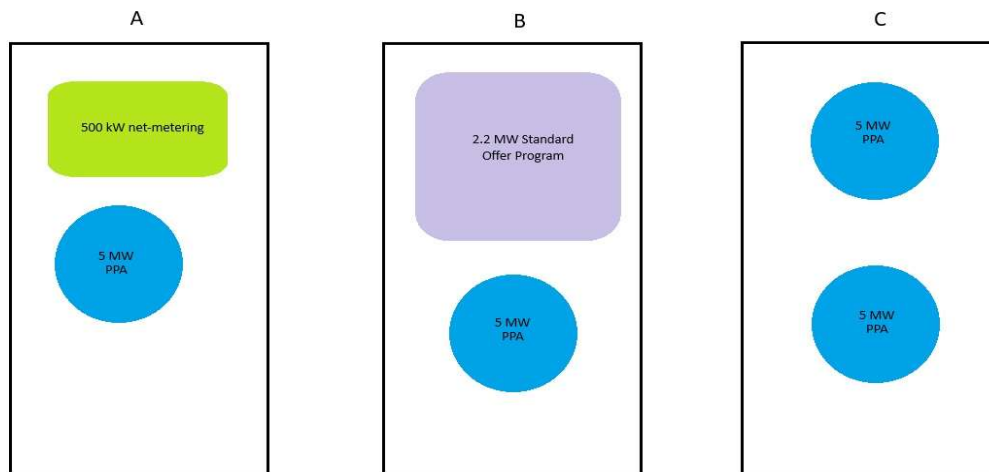 A
B
C
500 kW net-metering
5 MW
PPA
2.2 MW Standard
Offer Program
5 MW
PPA
5 MW
PPA
5 MW
PPA